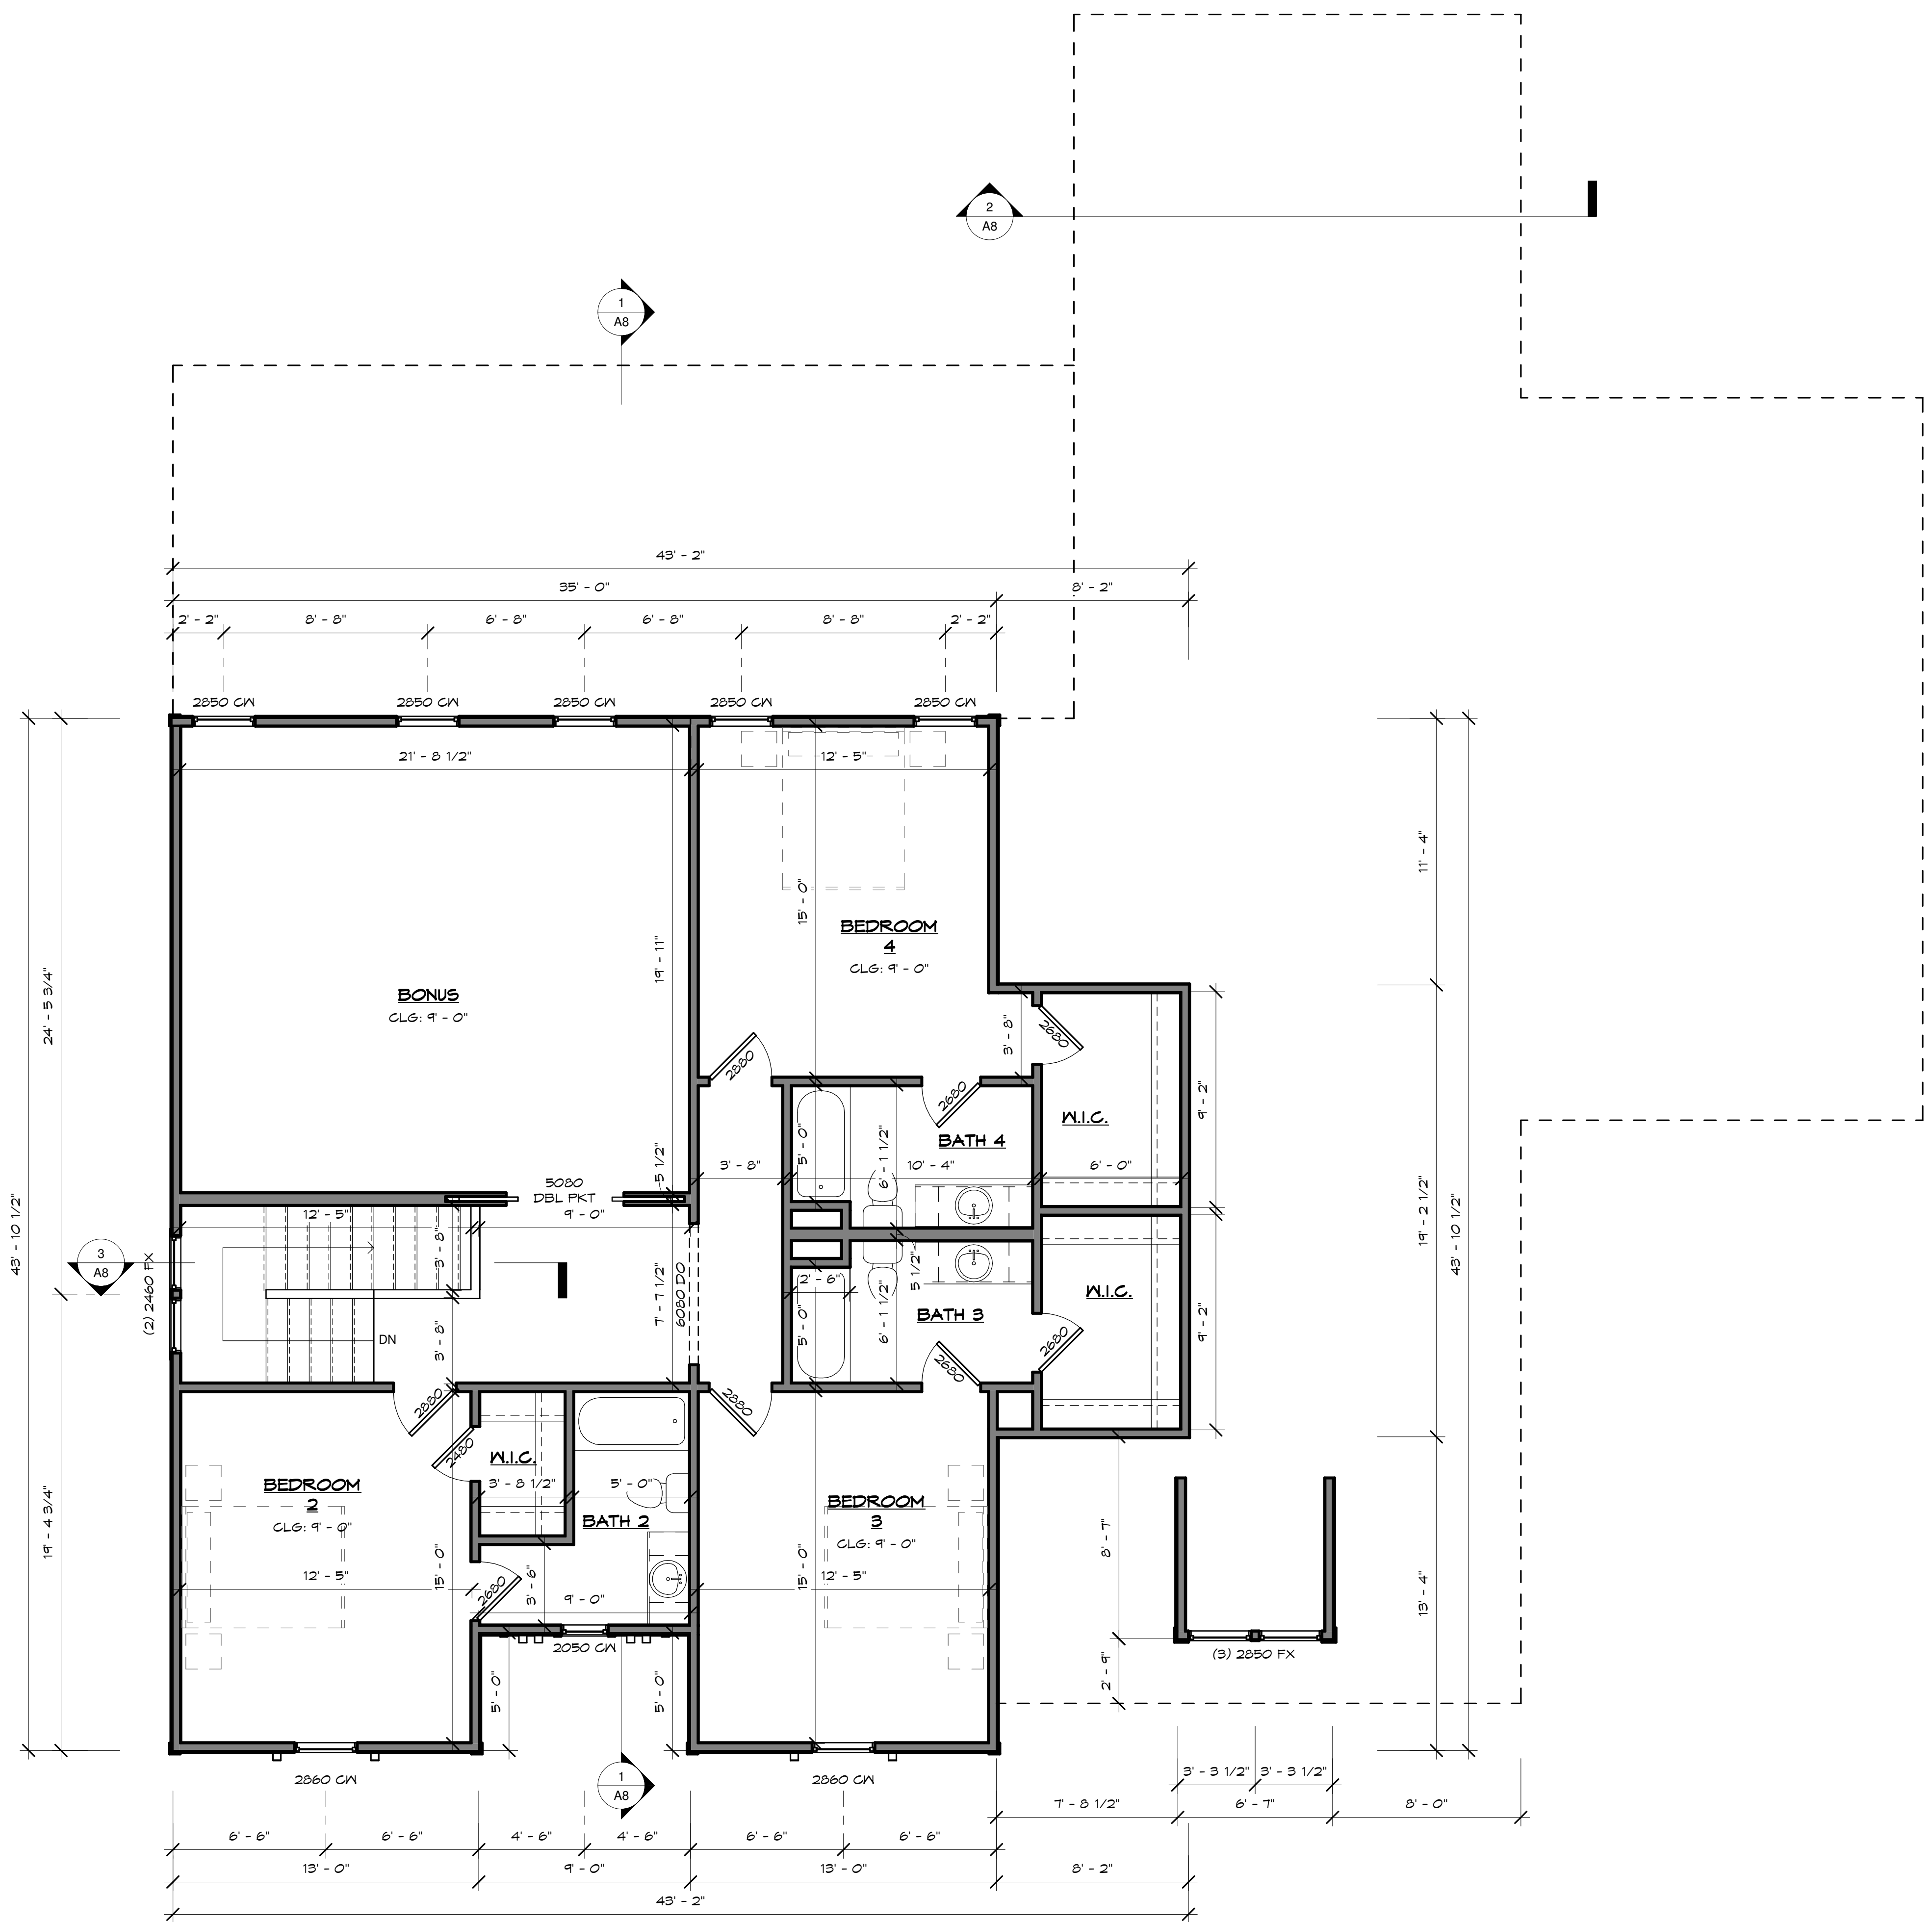 2
A8
1
A8
43' - 2"
35' - 0"
8' - 2"
2' - 2"
8' - 8"
6' - 8"
6' - 8"
8' - 8"
2' - 2"
2850 CW
2850 CW
2850 CW
2850 CW
2850 CW
21' - 8 1/2"
12' - 5"
11' - 4"
15' - 0"
BEDROOM
4
CLG: 9' - 0"
19' - 11"
BONUS
CLG: 9' - 0"
24' - 5 3/4"
3' - 8"
2680
2880
2680
9' - 2"
W.I.C.
BATH 4
5' - 0"
6' - 1 1/2"
5 1/2"
3' - 8"
10' - 4"
6' - 0"
5080
DBL PKT
12' - 5"
9' - 0"
43' - 10 1/2"
19' - 2 1/2"
43' - 10 1/2"
3
A8
(2) 2460 FX
3' - 8"
7' - 7 1/2"
6080 DO
2' - 6"
5 1/2"
W.I.C.
9' - 2"
BATH 3
5' - 0"
6' - 1 1/2"
DN
3' - 8"
2680
2680
2880
2880
2480
W.I.C.
3' - 8 1/2"
5' - 0"
BEDROOM
2
CLG: 9' - 0"
BATH 2
BEDROOM
3
CLG: 9' - 0"
19' - 4 3/4"
8' - 7"
12' - 5"
15' - 0"
2680
3' - 6"
9' - 0"
15' - 0"
12' - 5"
13' - 4"
2050 CW
(3) 2850 FX
5' - 0"
5' - 0"
2' - 9"
2860 CW
1
A8
2860 CW
3' - 3 1/2"
3' - 3 1/2"
7' - 8 1/2"
6' - 7"
8' - 0"
6' - 6"
6' - 6"
4' - 6"
4' - 6"
6' - 6"
6' - 6"
13' - 0"
9' - 0"
13' - 0"
8' - 2"
43' - 2"